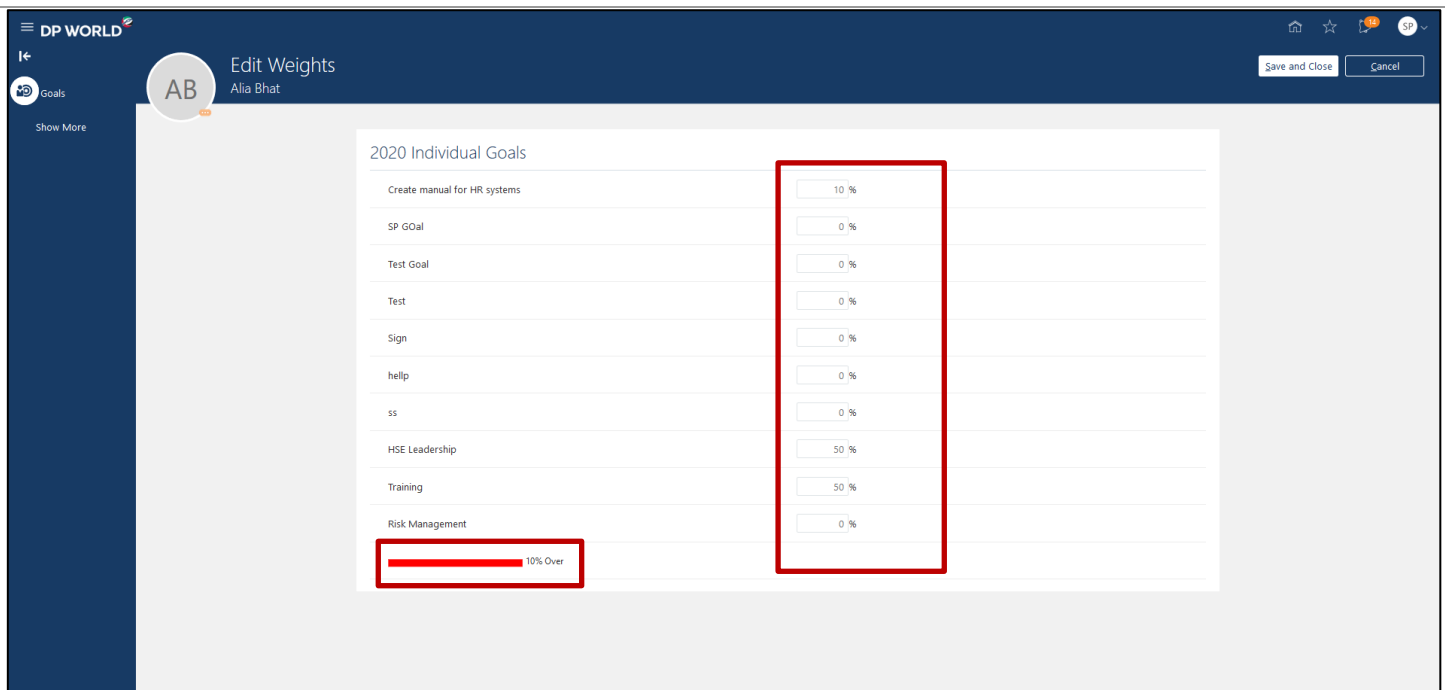 DP WORLD
14
SP
Edit Weights
Save and Close
Cancel
AB
Alia Bhat
Goals
Show More
2020 Individual Goals
Create manual for HR systems 10 %
SP GOal 0 %
Test Goal 0 %
Test 0 %
Sign 0 %
hellp 0 %
ss 0 %
HSE Leadership 50 %
Training 50 %
Risk Management 0 %
10% Over